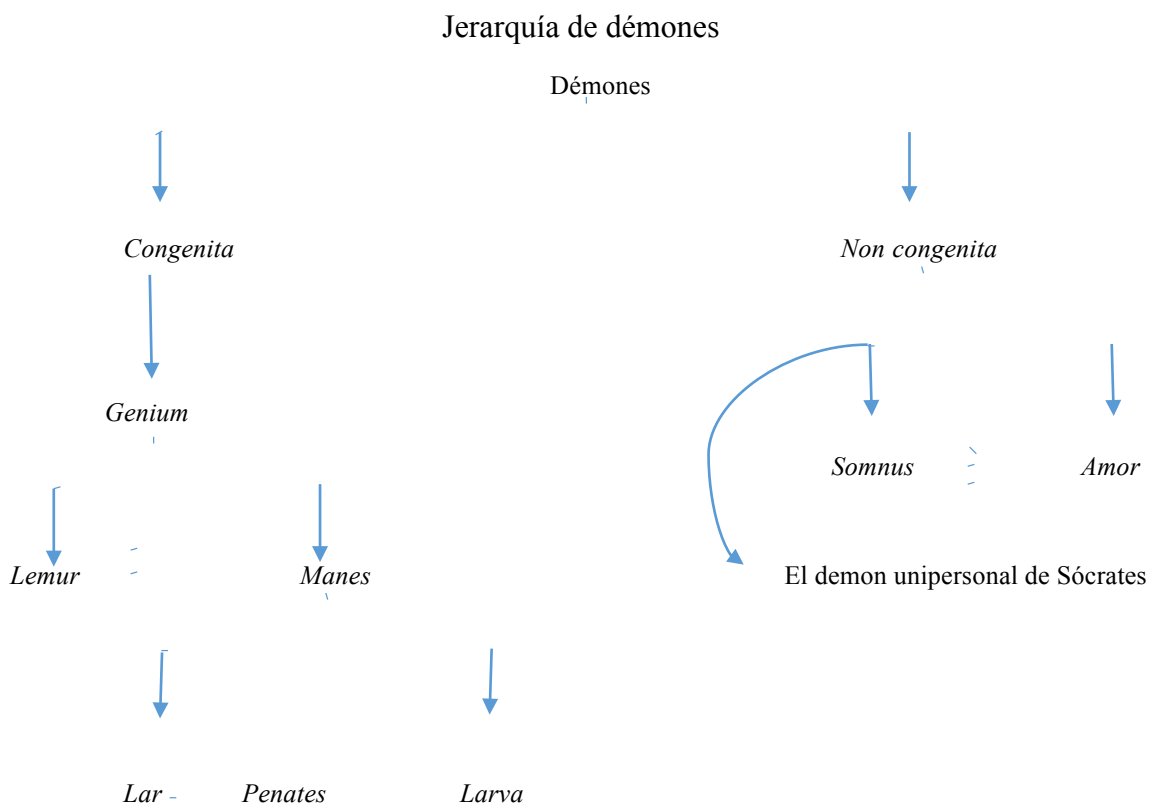 Jerarquía de démones
Démones
Congenita Non congenita
Genium
Somnus Amor
Lemur Manes El demon unipersonal de Sócrates
Lar Penates Larva